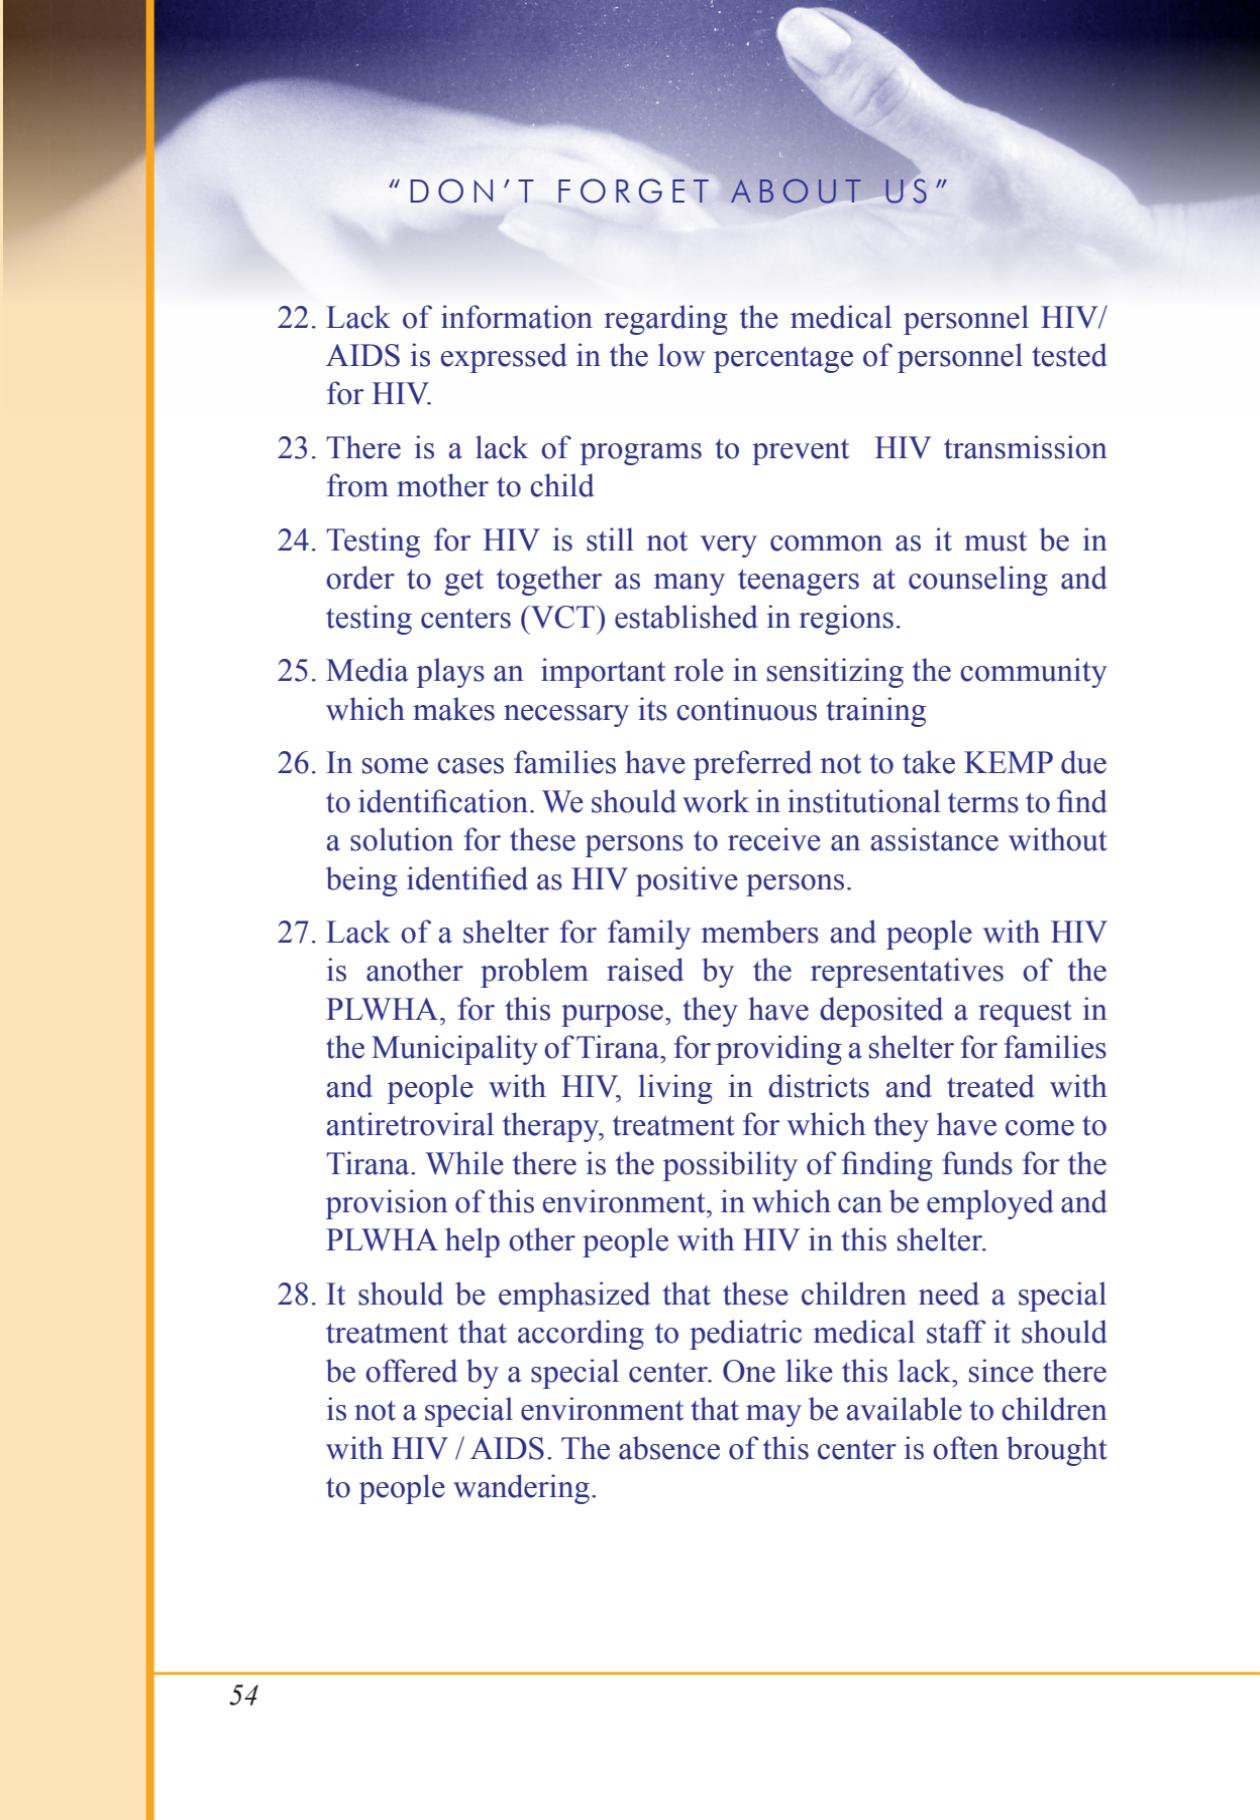 “DON’T FORGET ABOUT US”
22. Lack of information regarding the medical personnel HIV/
AIDS is expressed in the low percentage of personnel tested
for HIV.
23. There is a lack of programs to prevent  HIV transmission
from mother to child
24. Testing for HIV is still not very common as it must be in
order to get together as many teenagers at counseling and
testing centers (VCT) established in regions.
25. Media plays an  important role in sensitizing the community
which makes necessary its continuous training
26. In some cases families have preferred not to take KEMP due
to identification. We should work in institutional terms to find
a solution for these persons to receive an assistance without
being identified as HIV positive persons.
27. Lack of a shelter for family members and people with HIV
is another problem raised by the representatives of the
PLWHA, for this purpose, they have deposited a request in
the Municipality of Tirana, for providing a shelter for families
and people with HIV, living in districts and treated with
antiretroviral therapy, treatment for which they have come to
Tirana. While there is the possibility of finding funds for the
provision of this environment, in which can be employed and
PLWHA help other people with HIV in this shelter.
28. It should be emphasized that these children need a special
treatment that according to pediatric medical staff it should
be offered by a special center. One like this lack, since there
is not a special environment that may be available to children
with HIV / AIDS. The absence of this center is often brought
to people wandering.
54